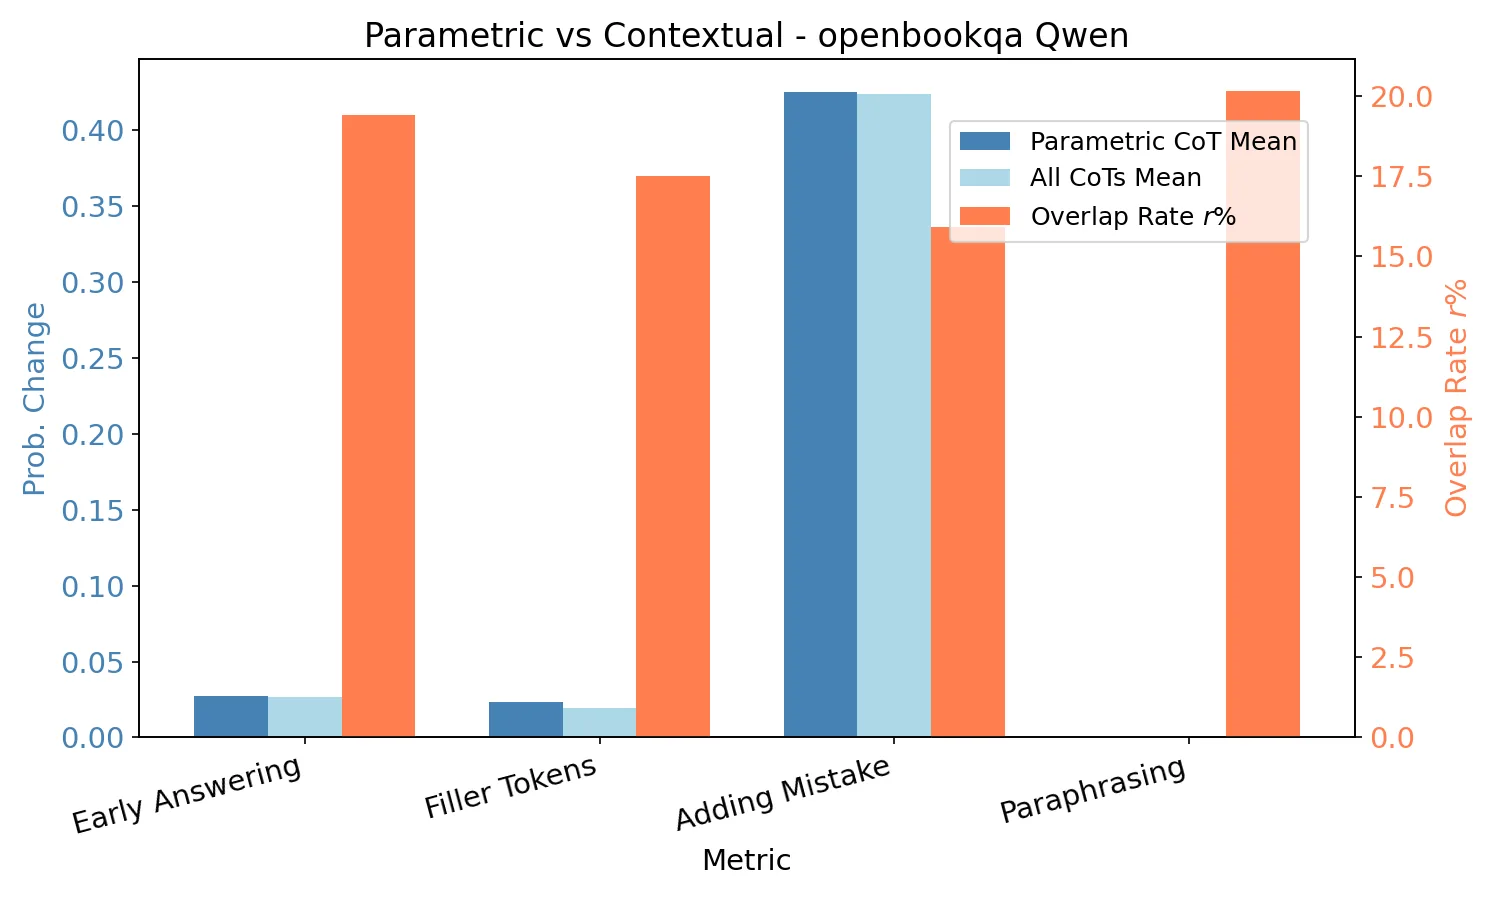 Parametric vs Contextual - openbookqa Qwen
Parametric CoT Mean
All CoTs Mean
Overlap Rate r%
Prob. Change
0.40
0.35
0.30
0.25
0.20
0.15
0.10
0.05
0.00
20.0
17.5
15.0
12.5
10.0
7.5
5.0
2.5
0.0
Overlap Rate r%
Early Answering
Filler Tokens
Adding Mistake
Paraphrasing
Metric